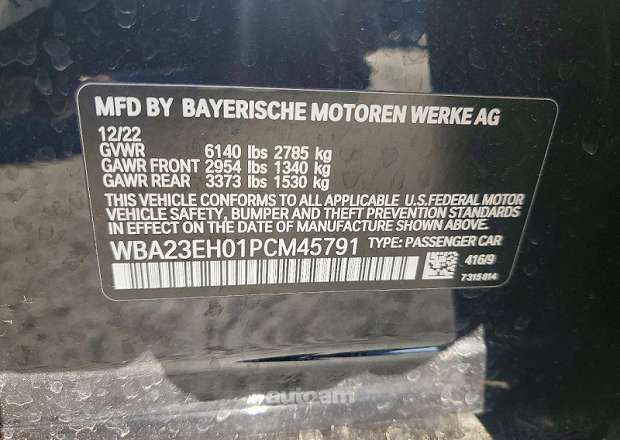 MFD BY BAYERISCHE MOTOREN WERKE AG
12/22
GVWR 6140 lbs 2785 kg
GAWR FRONT 2954 lbs 1340 kg
GAWR REAR 3373 lbs 1530 kg
THIS VEHICLE CONFORMS TO ALL APPLICABLE U.S.FEDERAL MOTOR
VEHICLE SAFETY, BUMPER AND THEFT PREVENTION STANDARDS
IN EFFECT ON THE DATE OF MANUFACTURE SHOWN ABOVE.
WBA23EH01PCM45791 TYPE: PASSENGER CAR
416/9
7315814
auto.am